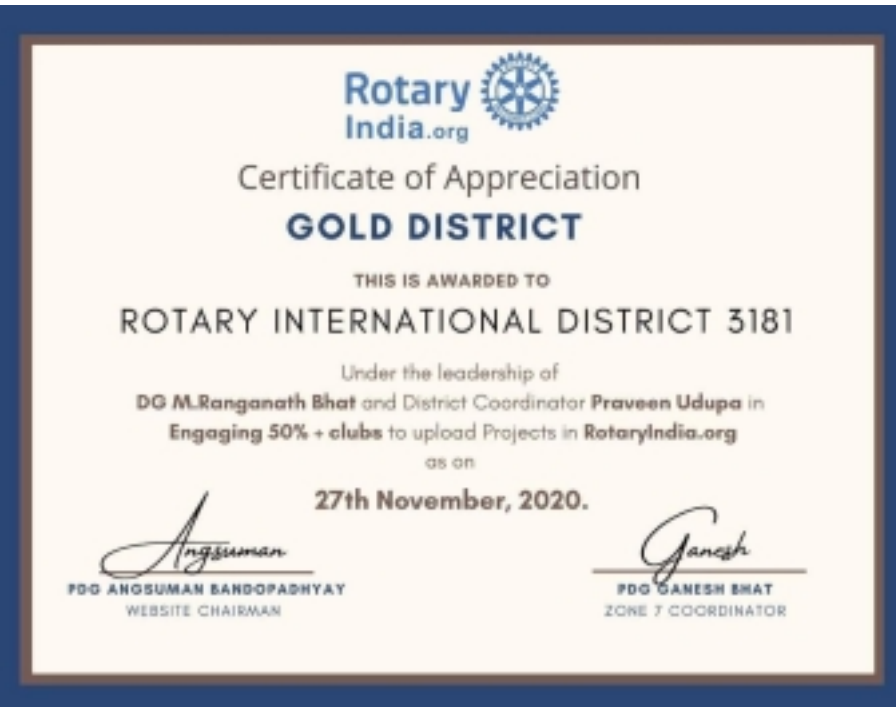 Rotary
India.org
Certificate of Appreciation
GOLD DISTRICT
THIS IS AWARDED TO
ROTARY INTERNATIONAL DISTRICT 3181
Under the leadership of
DG M.Ranganath Bhat and District Coordinator Praveen Udupa in
Engaging 50% + clubs to upload Projects in RotaryIndia.org
as on
27th November, 2020.
Angsuman
PDG ANGSUMAN BANDOPADHYAY
WEBSITE CHAIRMAN
Ganesh
PDG GANESH BHAT
ZONE 7 COORDINATOR